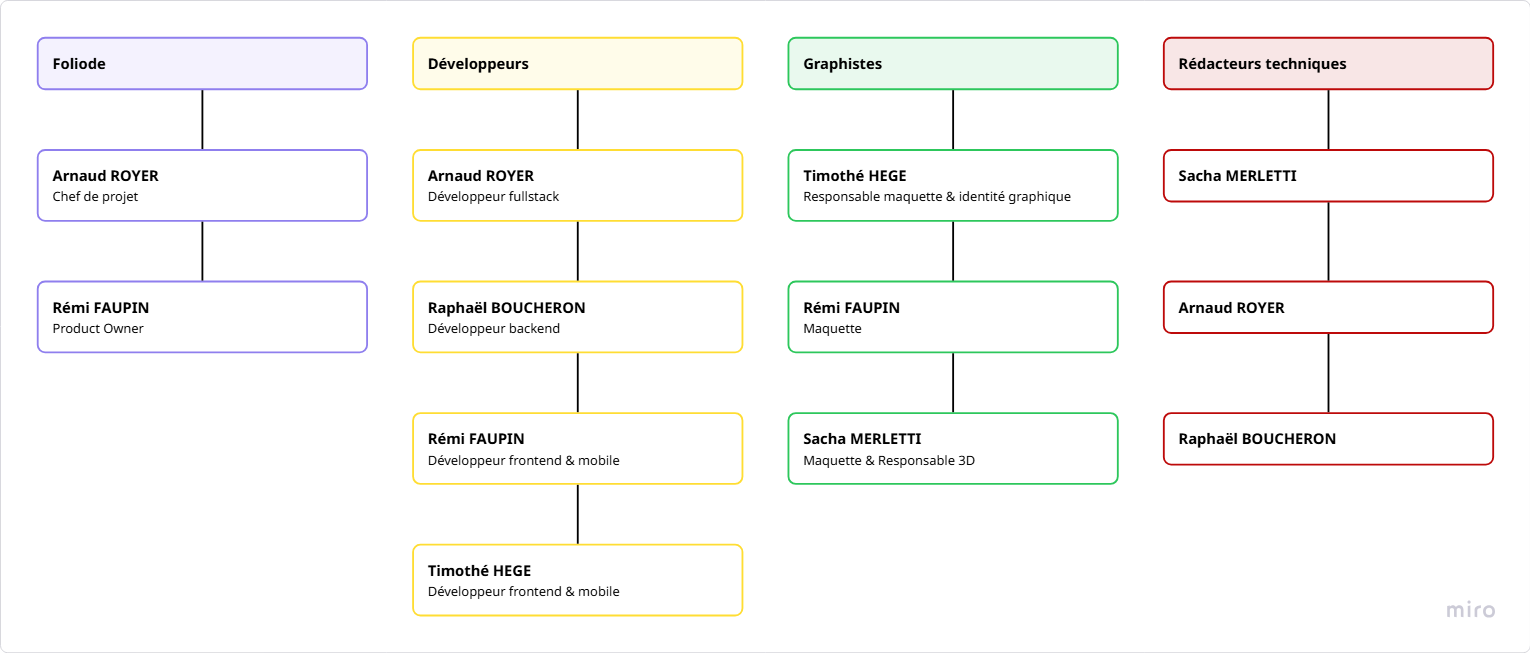 Foliode
Arnaud ROYER
Chef de projet
Rémi FAUPIN
Product Owner
Développeurs
Arnaud ROYER
Développeur fullstack
Raphaël BOUCHERON
Développeur backend
Rémi FAUPIN
Développeur frontend & mobile
Timothé HEGE
Développeur frontend & mobile
Graphistes
Timothé HEGE
Responsable maquette & identité graphique
Rémi FAUPIN
Maquette
Sacha MERLETTI
Maquette & Responsable 3D
Rédacteurs techniques
Sacha MERLETTI
Arnaud ROYER
Raphaël BOUCHERON
miro